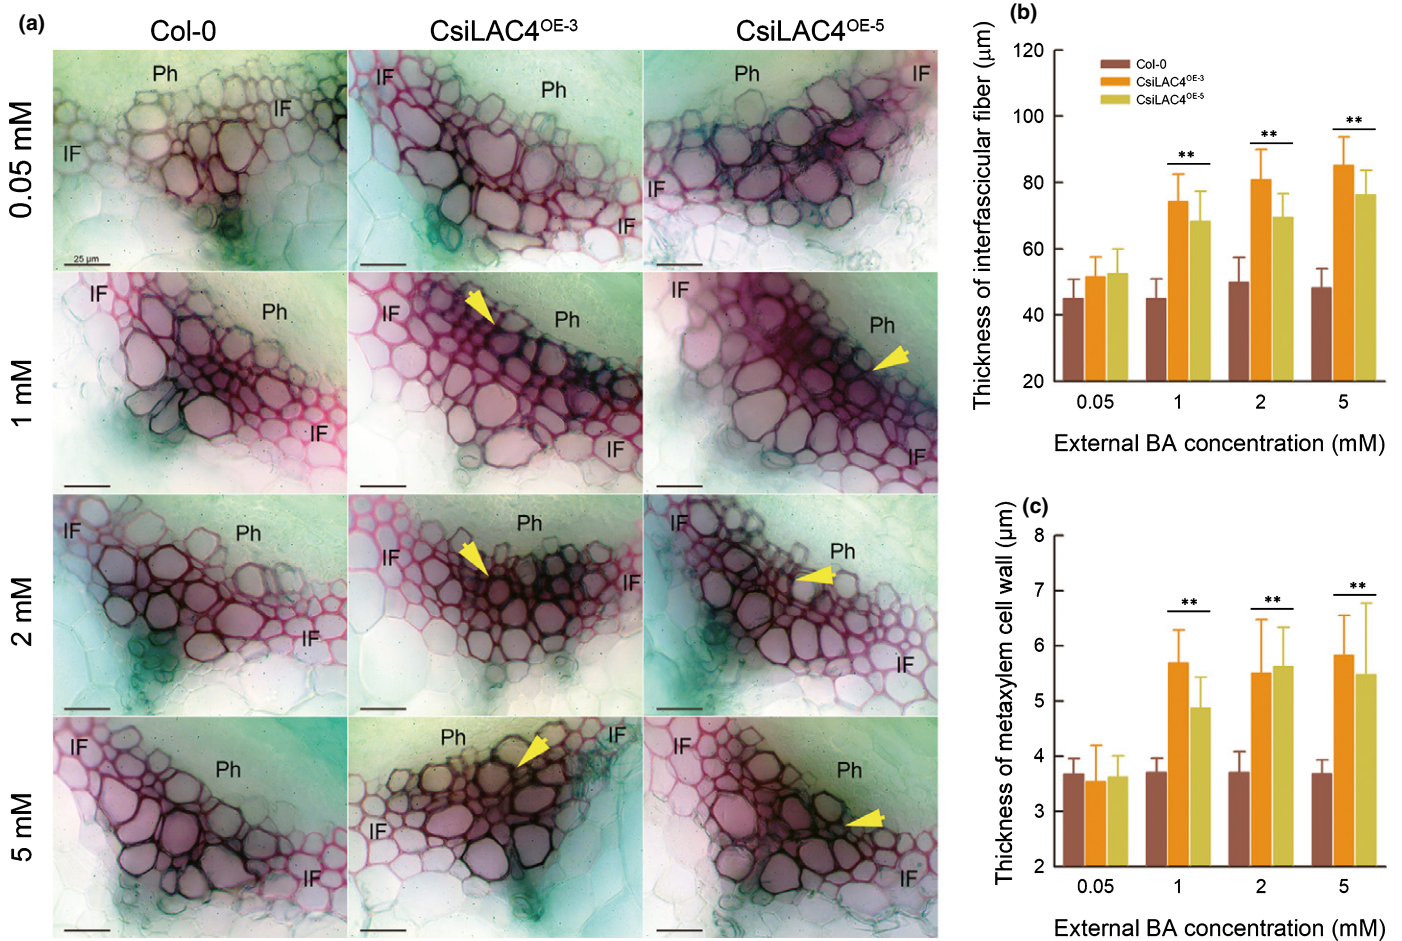 (a)
Col-0 CsiLAC4OE-3 CsiLAC4OE-5
0.05 mM
Ph
IF
IF
25 µm
IF
Ph
IF
Ph
IF
IF
1 mM
IF
Ph
IF
IF
Ph
IF
IF
Ph
IF
2 mM
IF
Ph
IF
Ph
IF
IF
IF
Ph
IF
5 mM
IF
Ph
IF
Ph
IF
IF
IF
Ph
IF
(b)
Thickness of interfascicular fiber (µm)
120
100
80
60
40
20
Col-0
CsiLAC4OE-3
CsiLAC4OE-5
**
**
**
0.05 1 2 5
External BA concentration (mM)
(c)
Thickness of metaxylem cell wall (µm)
8
7
6
5
4
3
2
**
**
**
0.05 1 2 5
External BA concentration (mM)